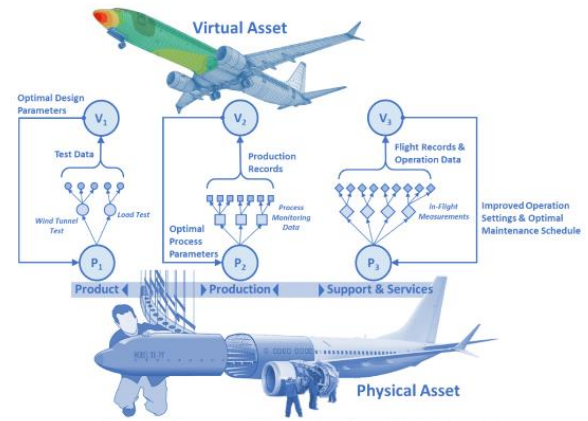 Virtual Asset
Optimal Design
Parameters
V1
V2
V3
Test Data
Production
Records
Flight Records &
Operation Data
Wind Tunnel
Test
Load Test
Process
Monitoring
Data
In-Flight
Measurements
Optimal
Process
Parameters
Improved Operation
Settings & Optimal
Maintenance Schedule
P1
P2
P3
Product
Production
Support & Services
Physical Asset